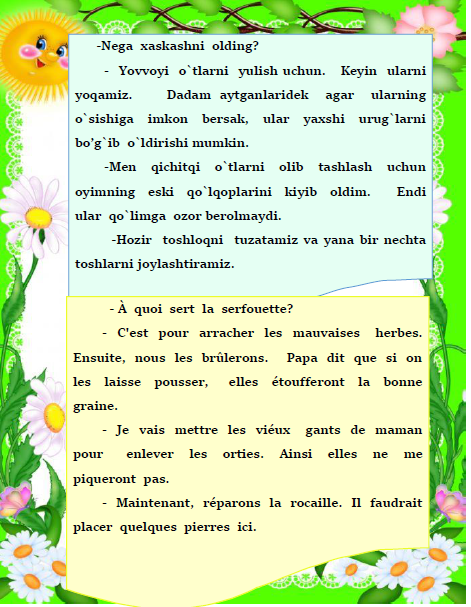 -Nega xaskashni olding?
- Yovvoyi o`tlarni yulish uchun. Keyin ularni
yoqamiz. Dadam aytganlaridek agar ularning
o`sishiga imkon bersak, ular yaxshi urug`larni
bo’g`ib o`ldirishi mumkin.
-Men qichitqi o`tlarni olib tashlash uchun
oyimning eski qo`lqoplarini kiyib oldim. Endi
ular qo`limga ozor berolmaydi.
-Hozir toshloqni tuzatamiz va yana bir nechta
toshlarni joylashtiramiz.
- À quoi sert la serfouette?
- C'est pour arracher les mauvaises herbes.
Ensuite, nous les brûlerons. Papa dit que si on
les laisse pousser, elles étoufferont la bonne
graine.
- Je vais mettre les viéux gants de maman
pour enlever les orties. Ainsi elles ne me
piqueront pas.
- Maintenant, réparons la rocaille. Il faudrait
placer quelques pierres ici.